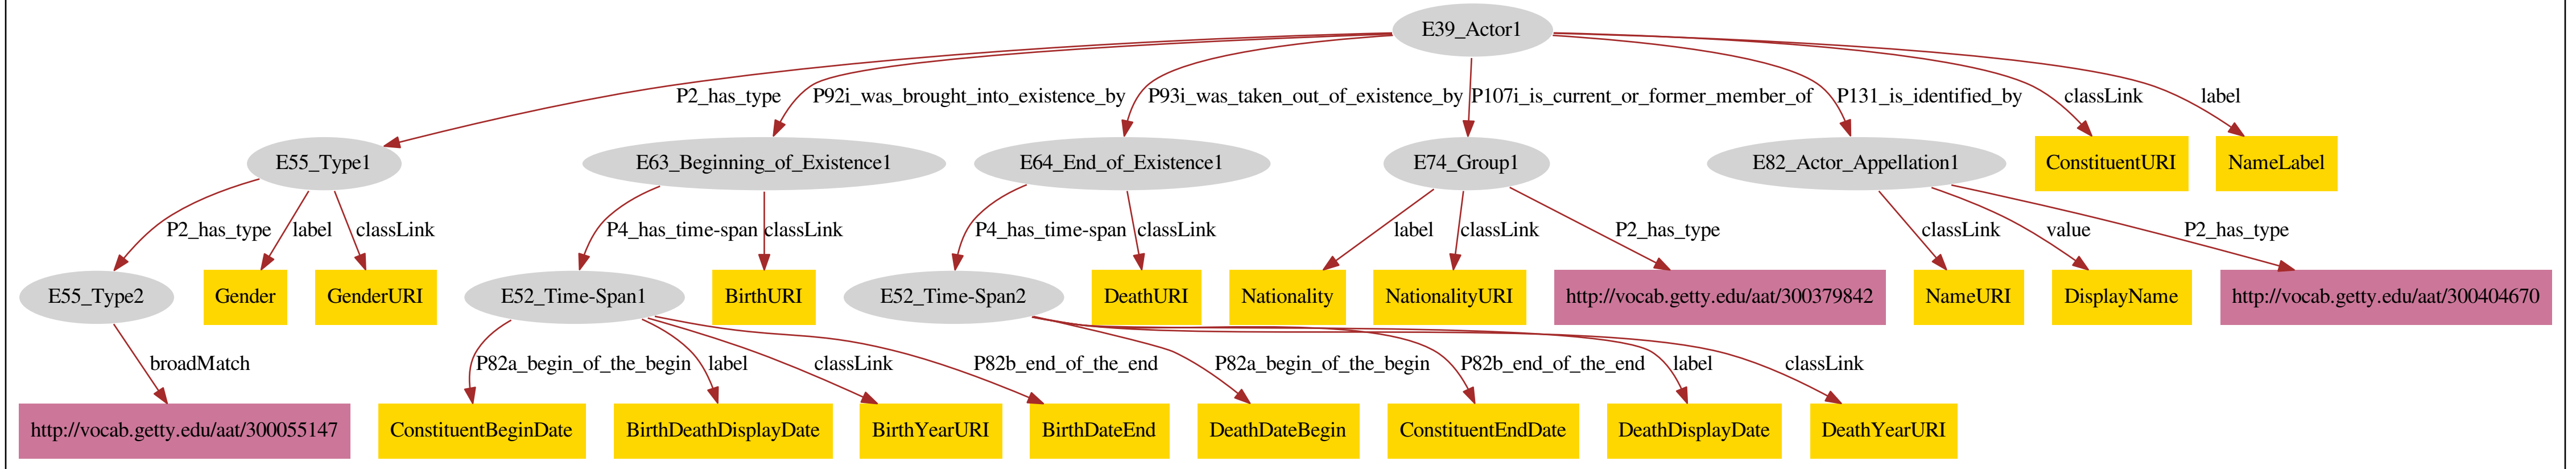 E39_Actor1
P2_has_type
P92i_was_brought_into_existence_by
P93i_was_taken_out_of_existence_by
P107i_is_current_or_former_member_of
P131_is_identified_by
classLink
label
E55_Type1
E63_Beginning_of_Existence1
E64_End_of_Existence1
E74_Group1
E82_Actor_Appellation1
ConstituentURI
NameLabel
P2_has_type
label
classLink
P4_has_time-span
classLink
P4_has_time-span
classLink
label
classLink
P2_has_type
classLink
value
P2_has_type
E55_Type2
Gender
GenderURI
E52_Time-Span1
BirthURI
E52_Time-Span2
DeathURI
Nationality
NationalityURI
http://vocab.getty.edu/aat/300379842
NameURI
DisplayName
http://vocab.getty.edu/aat/300404670
broadMatch
P82a_begin_of_the_begin
label
classLink
P82b_end_of_the_end
P82a_begin_of_the_begin
P82b_end_of_the_end
label
classLink
http://vocab.getty.edu/aat/300055147
ConstituentBeginDate
BirthDeathDisplayDate
BirthYearURI
BirthDateEnd
DeathDateBegin
ConstituentEndDate
DeathDisplayDate
DeathYearURI